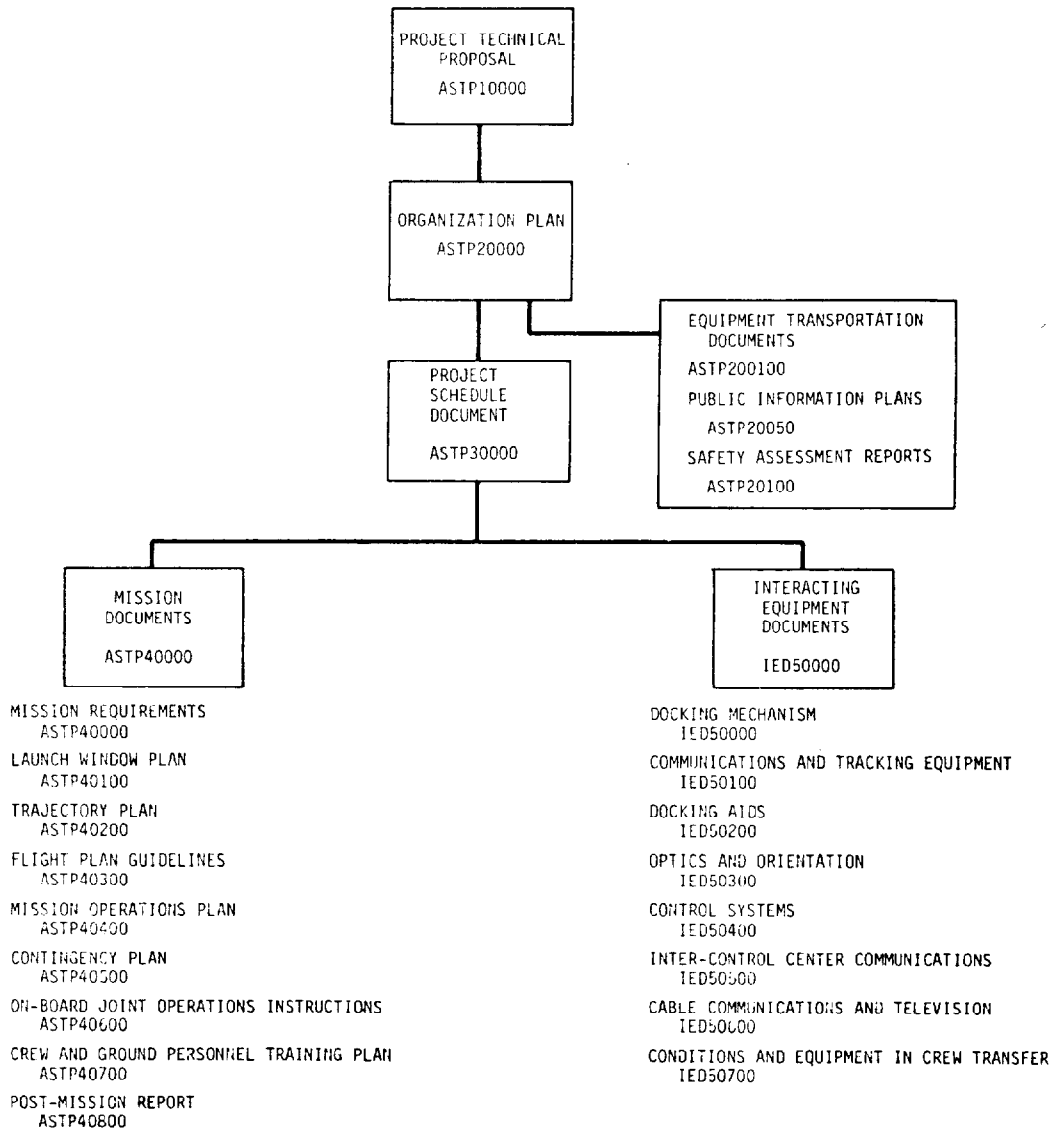 PROJECT TECHNICAL
PROPOSAL
ASTP10000
ORGANIZATION PLAN
ASTP20000
EQUIPMENT TRANSPORTATION
DOCUMENTS
ASTP200100
PUBLIC INFORMATION PLANS
ASTP20050
SAFETY ASSESSMENT REPORTS
ASTP20100
PROJECT
SCHEDULE
DOCUMENT
ASTP30000
MISSION
DOCUMENTS
ASTP40000
MISSION REQUIREMENTS
ASTP40000
LAUNCH WINDOW PLAN
ASTP40100
TRAJECTORY PLAN
ASTP40200
FLIGHT PLAN GUIDELINES
ASTP40300
MISSION OPERATIONS PLAN
ASTP40400
CONTINGENCY PLAN
ASTP40500
ON-BOARD JOINT OPERATIONS INSTRUCTIONS
ASTP40600
CREW AND GROUND PERSONNEL TRAINING PLAN
ASTP40700
POST-MISSION REPORT
ASTP40800
INTERACTING
EQUIPMENT
DOCUMENTS
IED50000
DOCKING MECHANISM
IED50000
COMMUNICATIONS AND TRACKING EQUIPMENT
IED50100
DOCKING AIDS
IED50200
OPTICS AND ORIENTATION
IED50300
CONTROL SYSTEMS
IED50400
INTER-CONTROL CENTER COMMUNICATIONS
IED50500
CABLE COMMUNICATIONS AND TELEVISION
IED50600
CONDITIONS AND EQUIPMENT IN CREW TRANSFER
IED50700